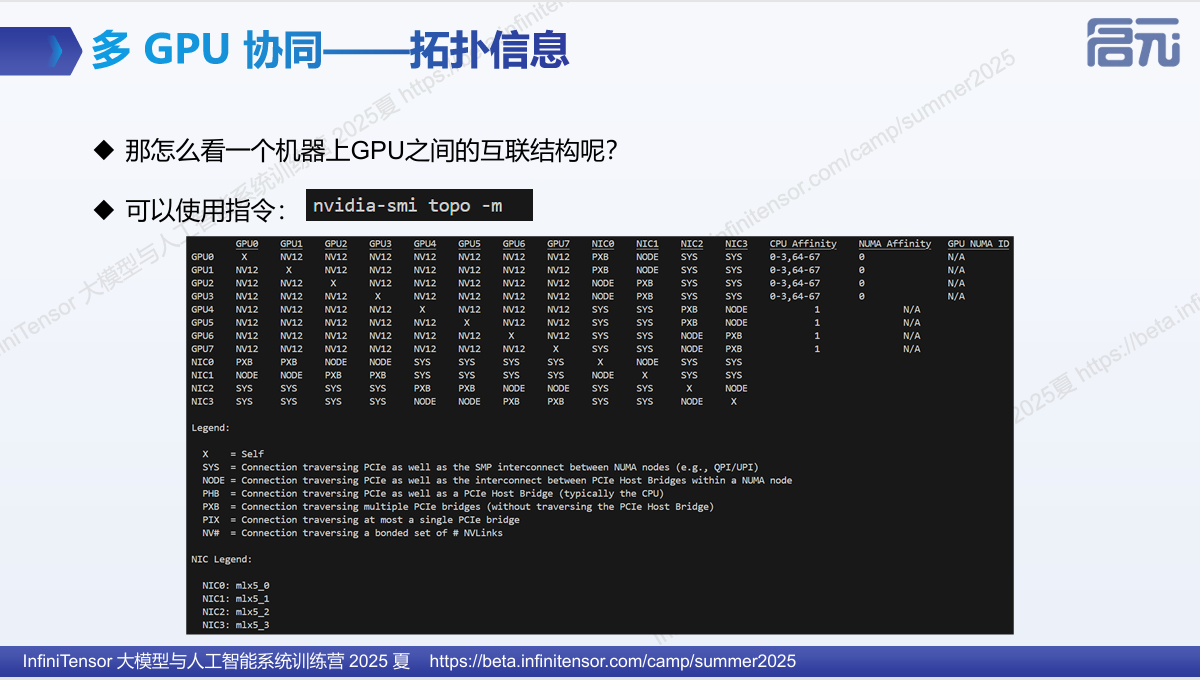 多 GPU 协同——拓扑信息
启元
◆ 那怎么看一个机器上GPU之间的互联结构呢？
◆ 可以使用指令： nvidia-smi topo -m
GPU0 GPU1 GPU2 GPU3 GPU4 GPU5 GPU6 GPU7 NIC0 NIC1 NIC2 NIC3 CPU Affinity NUMA Affinity GPU NUMA ID
GPU0 X NV12 NV12 NV12 NV12 NV12 NV12 NV12 PXB NODE SYS SYS 0-3,64-67 0 N/A
GPU1 NV12 X NV12 NV12 NV12 NV12 NV12 NV12 PXB NODE SYS SYS 0-3,64-67 0 N/A
GPU2 NV12 NV12 X NV12 NV12 NV12 NV12 NV12 NODE PXB SYS SYS 0-3,64-67 0 N/A
GPU3 NV12 NV12 NV12 X NV12 NV12 NV12 NV12 NODE PXB SYS SYS 0-3,64-67 0 N/A
GPU4 NV12 NV12 NV12 NV12 X NV12 NV12 NV12 SYS SYS PXB NODE 1 N/A
GPU5 NV12 NV12 NV12 NV12 NV12 X NV12 NV12 SYS SYS PXB NODE 1 N/A
GPU6 NV12 NV12 NV12 NV12 NV12 NV12 X NV12 SYS SYS NODE PXB 1 N/A
GPU7 NV12 NV12 NV12 NV12 NV12 NV12 NV12 X SYS SYS NODE PXB 1 N/A
NIC0 PXB PXB NODE NODE SYS SYS SYS SYS X NODE SYS SYS
NIC1 NODE NODE PXB PXB SYS SYS SYS SYS NODE X SYS SYS
NIC2 SYS SYS SYS SYS PXB PXB NODE NODE SYS SYS X NODE
NIC3 SYS SYS SYS SYS NODE NODE PXB PXB SYS SYS NODE X
Legend:
X = Self
SYS = Connection traversing PCIe as well as the SMP interconnect between NUMA nodes (e.g., QPI/UPI)
NODE = Connection traversing PCIe as well as the interconnect between PCIe Host Bridges within a NUMA node
PHB = Connection traversing PCIe as well as a PCIe Host Bridge (typically the CPU)
PXB = Connection traversing multiple PCIe bridges (without traversing the PCIe Host Bridge)
PIX = Connection traversing at most a single PCIe bridge
NV# = Connection traversing a bonded set of # NVLinks
NIC Legend:
NIC0: mlx5_0
NIC1: mlx5_1
NIC2: mlx5_2
NIC3: mlx5_3
InfiniTensor 大模型与人工智能系统训练营 2025 夏 https://beta.infinitensor.com/camp/summer2025